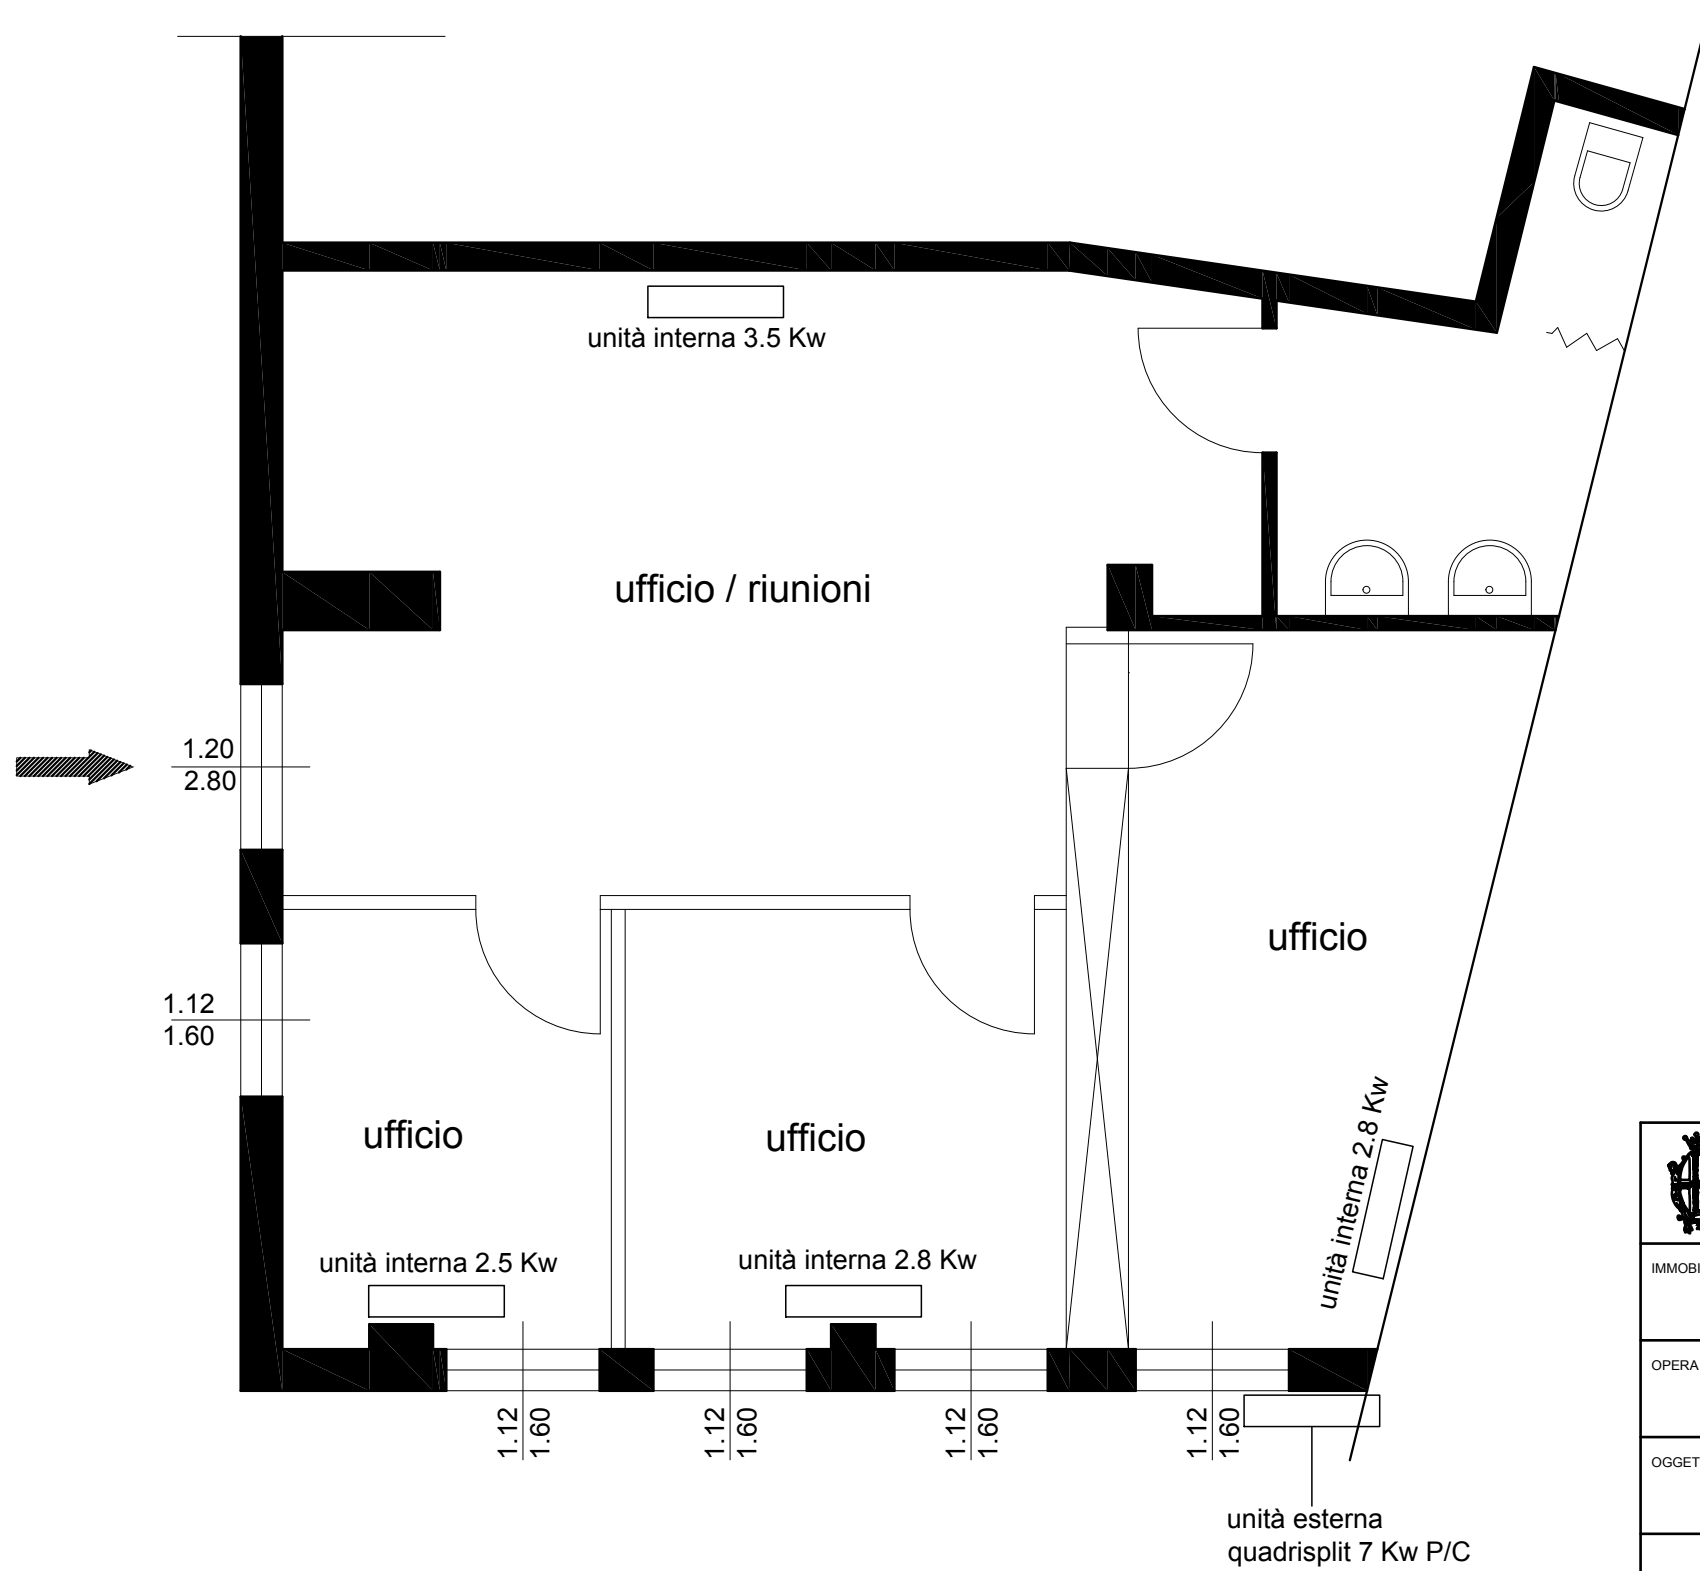 unità interna 3.5 Kw
ufficio / riunioni
1.20
2.80
ufficio
1.12
1.60
unità interna 2.8 Kw
ufficio
ufficio
unità interna 2.5 Kw
unità interna 2.8 Kw
IMMOBI
OPERA
OGGET
1.12
1.60
1.12
1.60
1.12
1.60
1.12
1.60
unità esterna
quadrisplit 7 Kw P/C